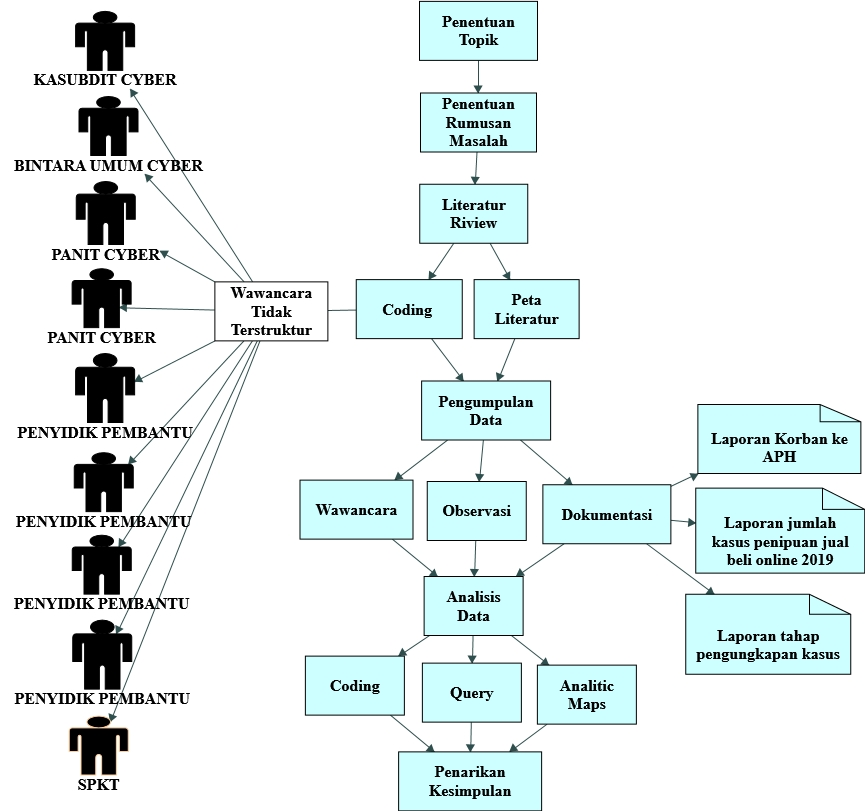 Penentuan
Topik
Penentuan
Rumusan
Masalah
Literatur
Riview
Coding
Peta
Literatur
Wawancara
Tidak
Terstruktur
KASUBDIT CYBER
BINTARA UMUM CYBER
PANIT CYBER
PANIT CYBER
PENYIDIK PEMBANTU
PENYIDIK PEMBANTU
PENYIDIK PEMBANTU
PENYIDIK PEMBANTU
SPKT
Pengumpulan
Data
Wawancara
Observasi
Dokumentasi
Laporan Korban ke
APH
Laporan jumlah
kasus penipuan jual
beli online 2019
Laporan tahap
pengungkapan kasus
Analisis
Data
Coding
Query
Analitic
Maps
Penarikan
Kesimpulan